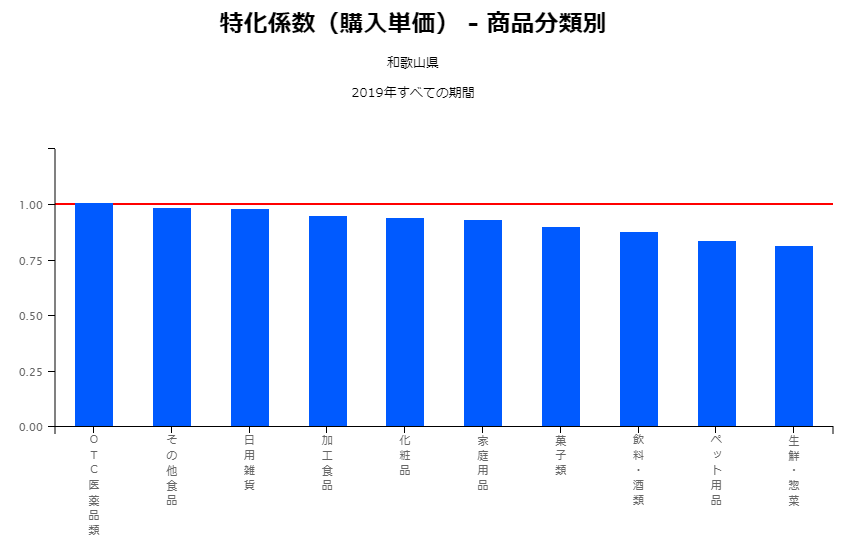 特化係数（購入単価） - 商品分類別
和歌山県
2019年すべての期間
1.00
0.75
0.50
0.25
0.00
ＯＴＣ医薬品類
その他食品
日用雑貨
加工食品
化粧品
家庭用品
菓子類
飲料・酒類
ペット用品
生鮮・惣菜